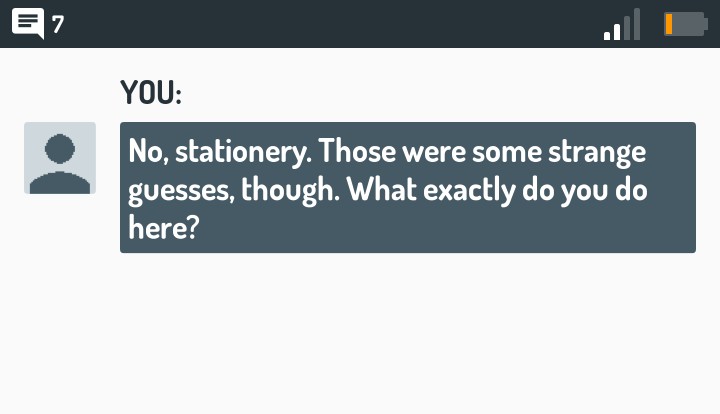 7
YOU:
No, stationery. Those were some strange
guesses, though. What exactly do you do
here?